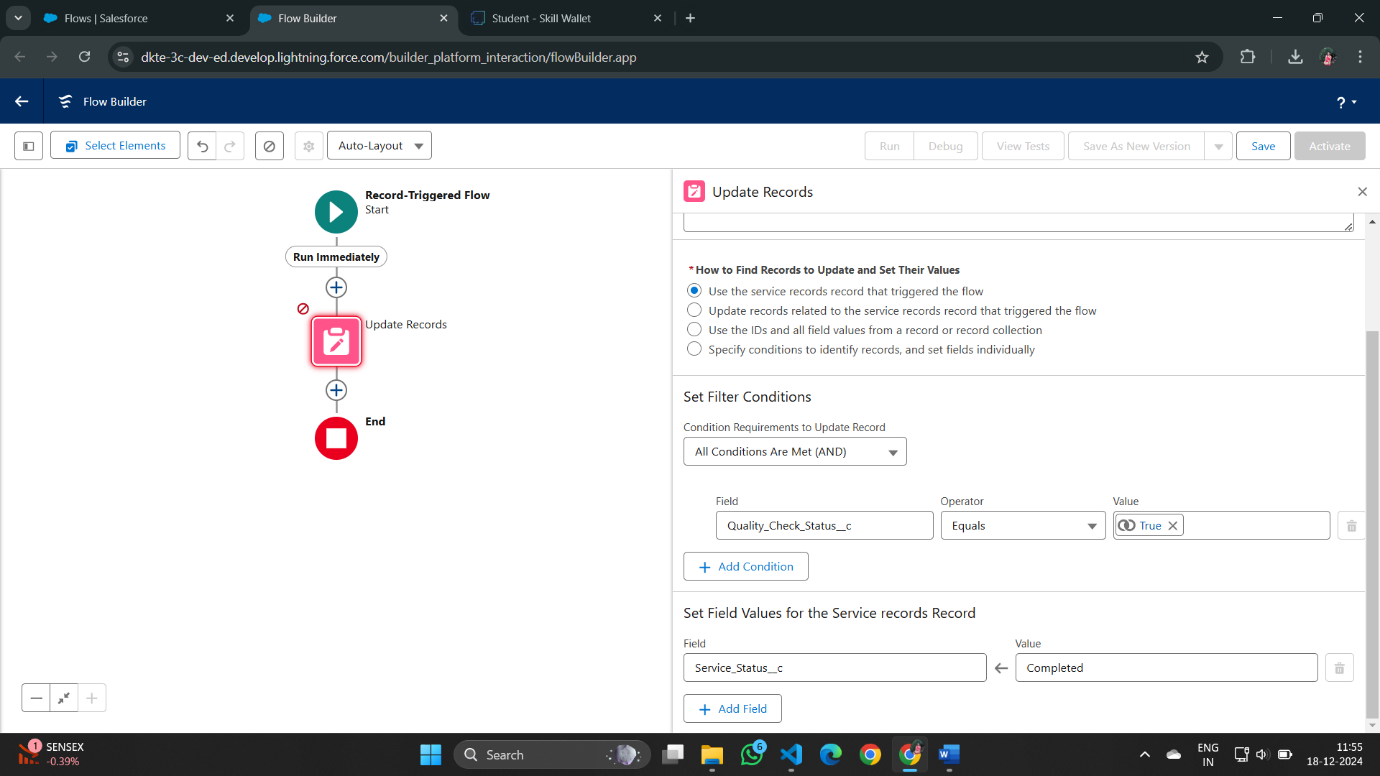 Flows | Salesforce
Flow Builder
Student - Skill Wallet
dkte-3c-dev-ed.develop.lightning.force.com/builder_platform_interaction/flowBuilder.app
Flow Builder
?
Select Elements
Auto-Layout
Run
Debug
View Tests
Save As New Version
Save
Activate
Record-Triggered Flow
Start
Run Immediately
Update Records
End
Update Records
*How to Find Records to Update and Set Their Values
Use the service records record that triggered the flow
Update records related to the service records record that triggered the flow
Use the IDs and all field values from a record or record collection
Specify conditions to identify records, and set fields individually
Set Filter Conditions
Condition Requirements to Update Record
All Conditions Are Met (AND)
Field Operator Value
Quality_Check_Status__c Equals True
Add Condition
Set Field Values for the Service records Record
Field Value
Service_Status__c Completed
Add Field
1
SENSEX
-0.39%
Search
6
ENG
IN
11:55
18-12-2024